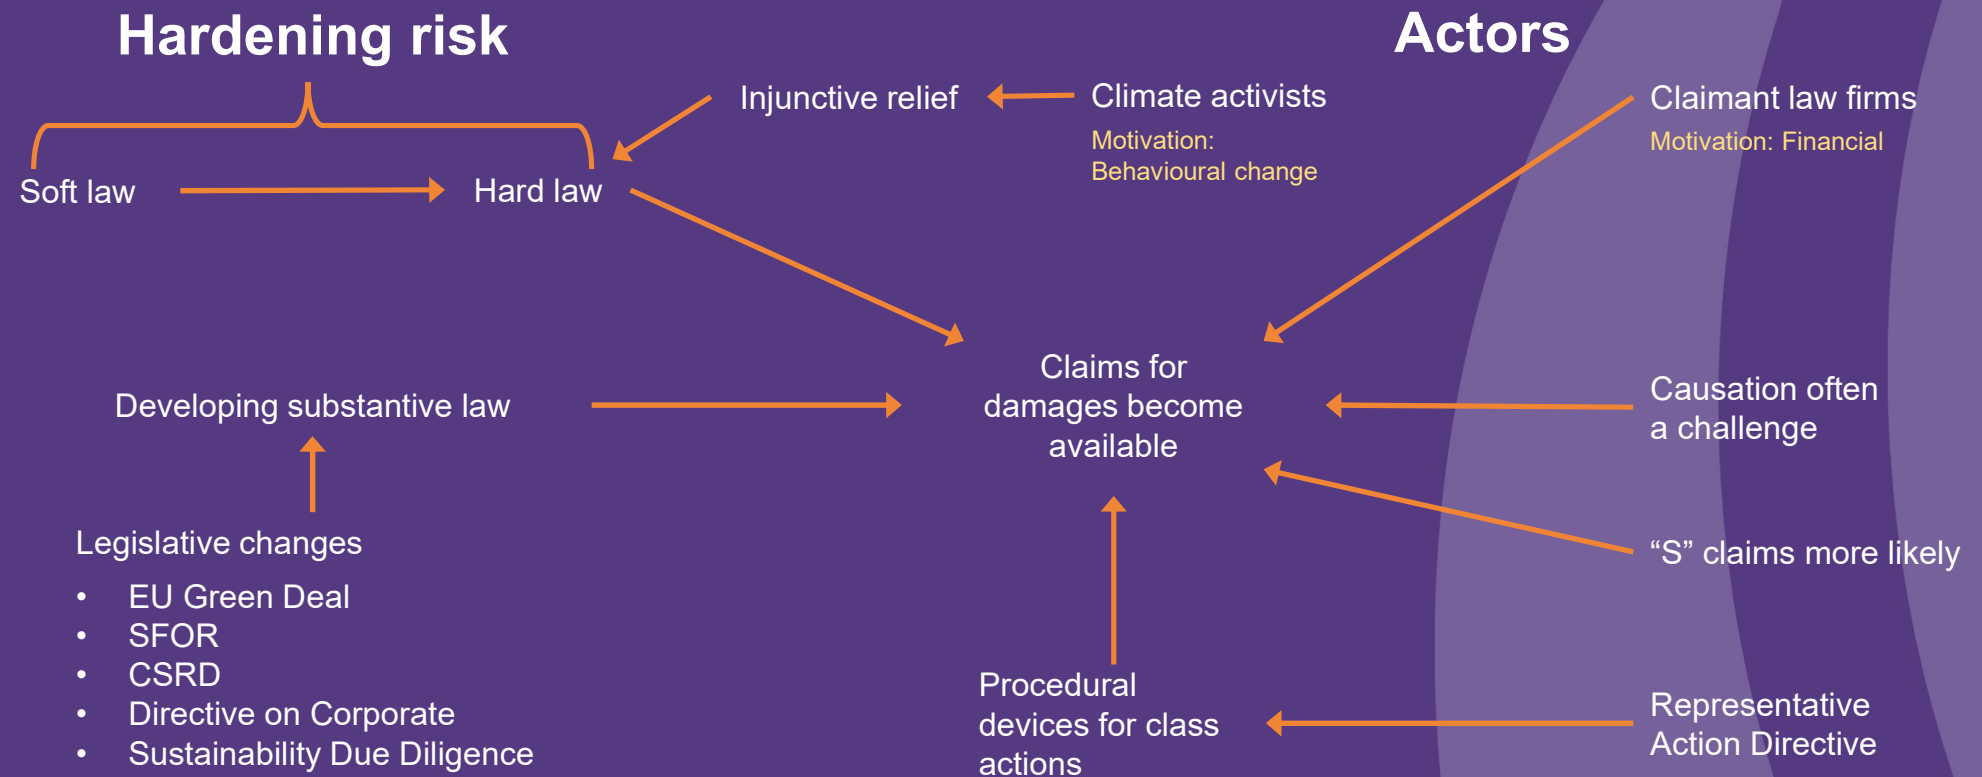 Hardening risk
Actors
Injunctive relief
Climate activists
Motivation:
Behavioural change
Claimant law firms
Motivation: Financial
Soft law
Hard law
Claims for
damages become
available
Developing substantive law
Causation often
a challenge
Legislative changes
• EU Green Deal
• SFOR
• CSRD
• Directive on Corporate
• Sustainability Due Diligence
“S” claims more likely
Procedural
devices for class
actions
Representative
Action Directive